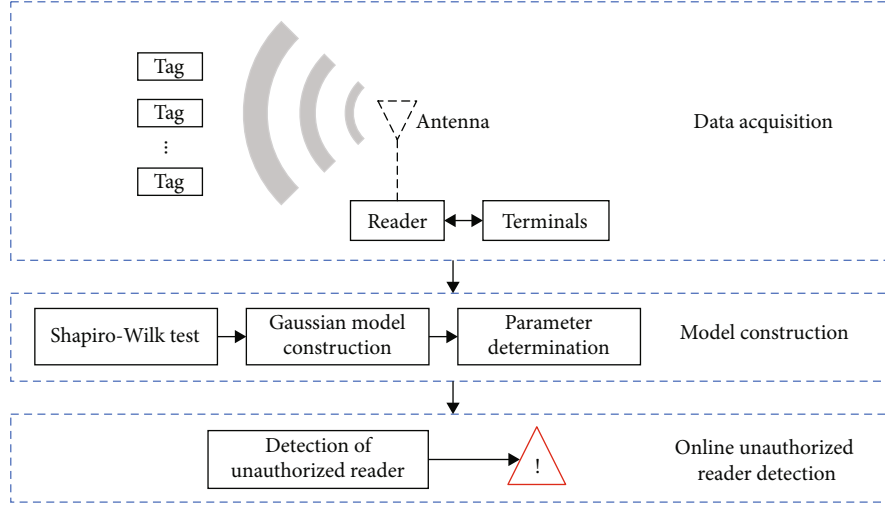 Tag
Tag
⋮
Tag
Antenna
Reader
Terminals
Data acquisition
Shapiro-Wilk test
Gaussian model
construction
Parameter
determination
Model construction
Detection of
unauthorized reader
!
Online unauthorized
reader detection